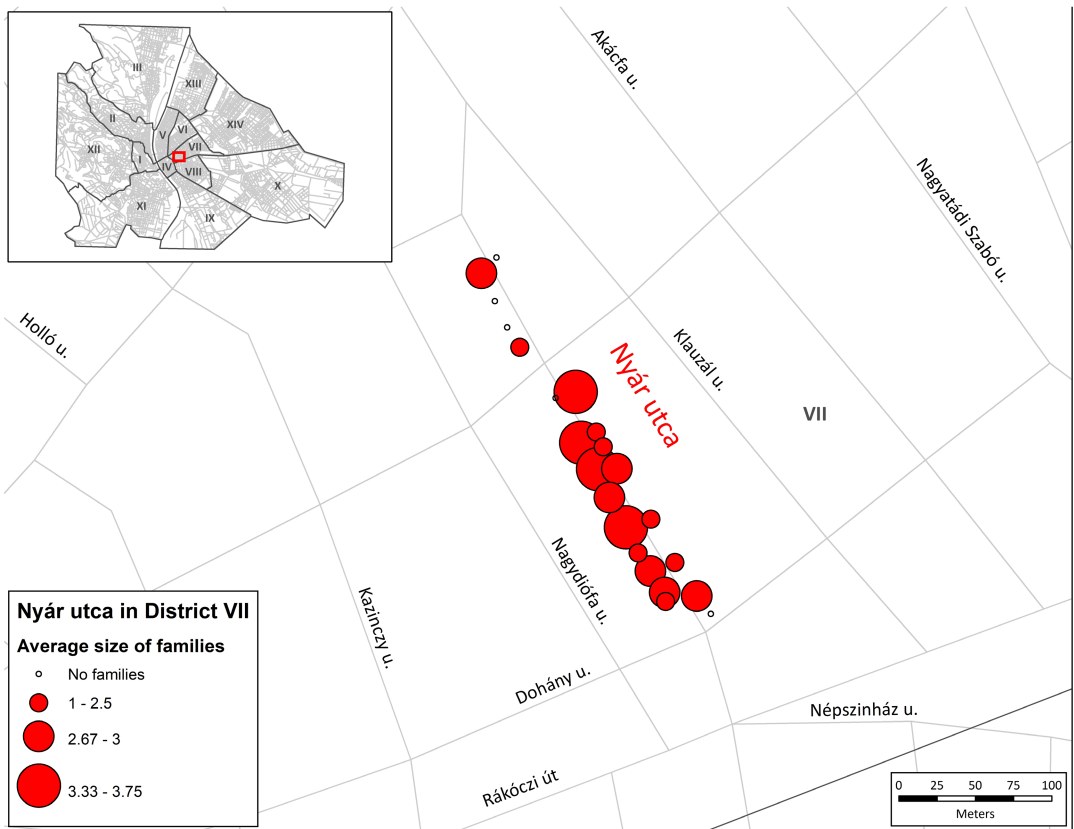 III
XIII
II
V
VI
XIV
XII
VII
I
IV
VIII
X
XI
IX
Akácfa u.
Nagyatádi Szabó u.
Holló u.
Klauzál u.
Nyár utca
VII
Nagydiófa u.
Kazinczy u.
Dohány u.
Népszinház u.
Rákóczi út
Nyár utca in District VII
Average size of families
No families
1 - 2.5
2.67 - 3
3.33 - 3.75
0 25 50 75 100
Meters